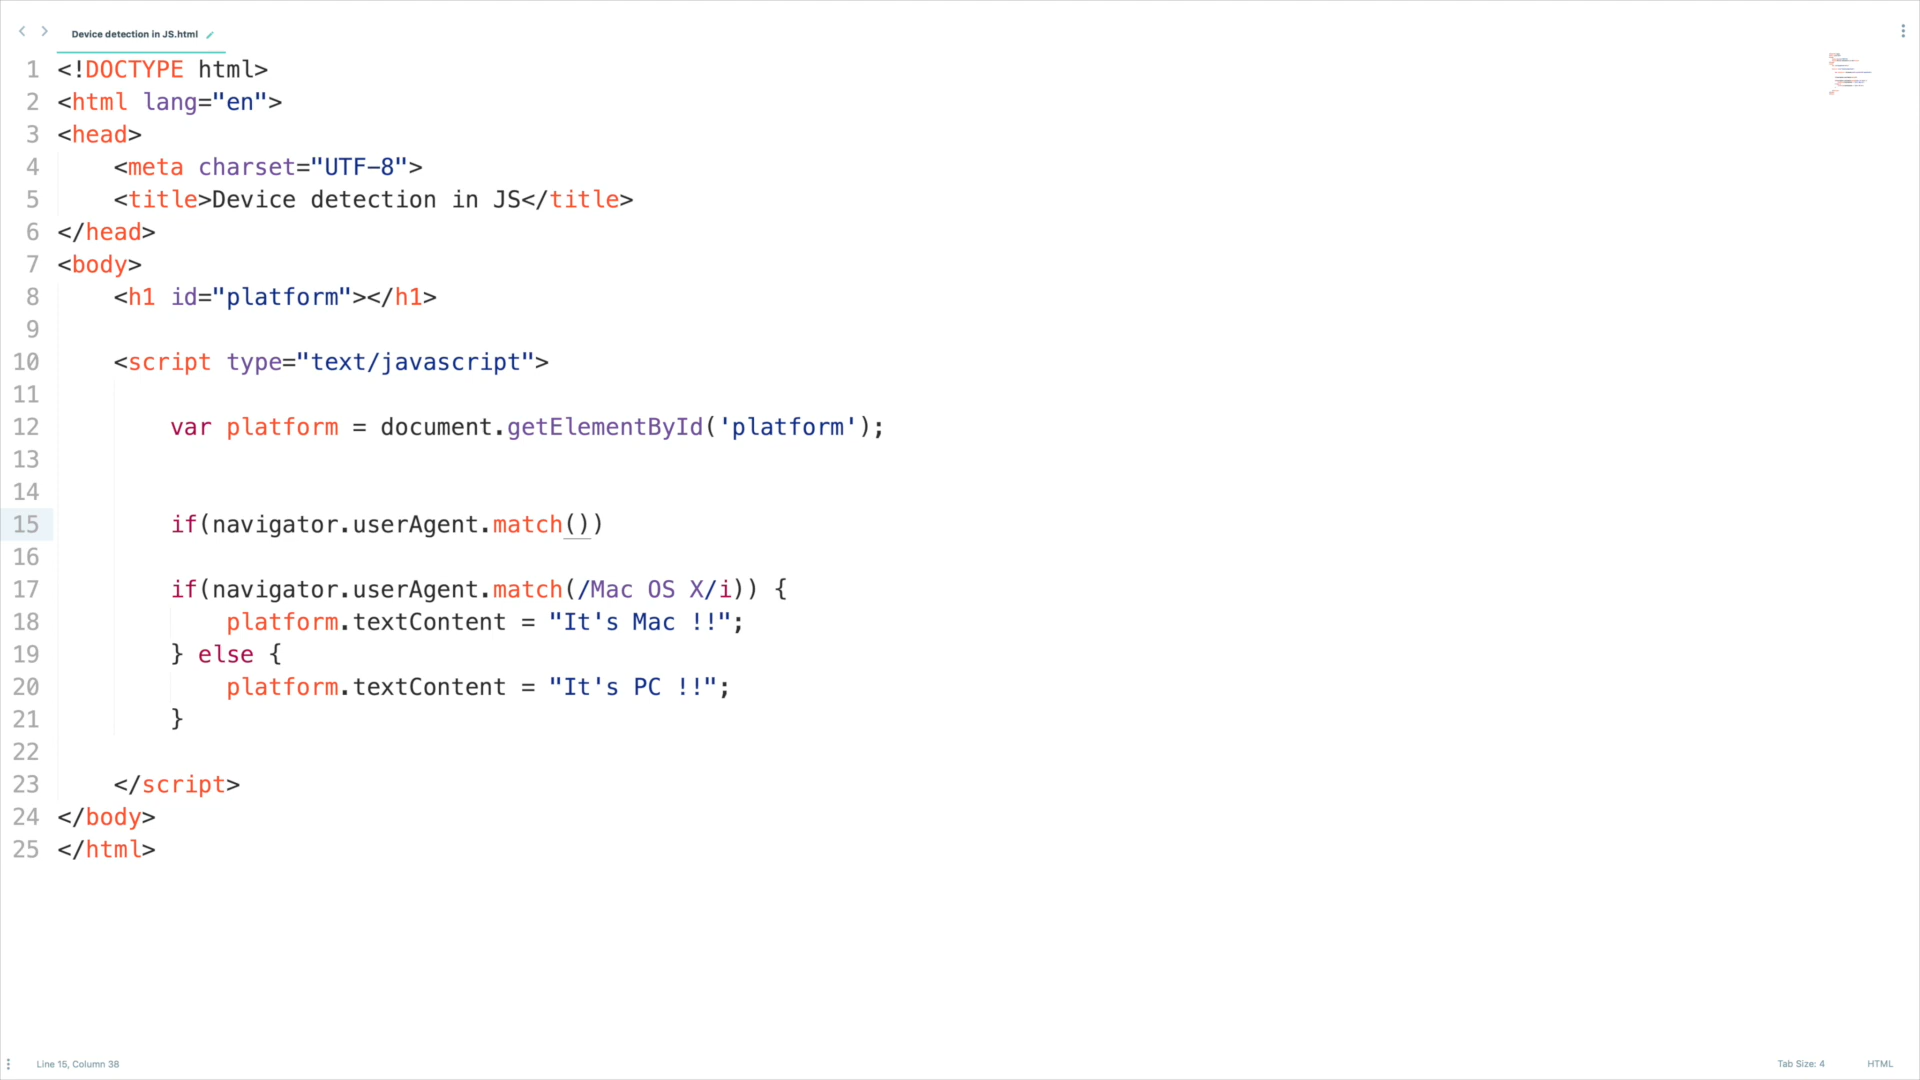 Device detection in JS.html
1 <!DOCTYPE html>
2 <html lang="en">
3 <head>
4     <meta charset="UTF-8">
5     <title>Device detection in JS</title>
6 </head>
7 <body>
8     <h1 id="platform"></h1>
9
10     <script type="text/javascript">
11
12         var platform = document.getElementById('platform');
13
14
15         if(navigator.userAgent.match())
16
17         if(navigator.userAgent.match(/Mac OS X/i)) {
18             platform.textContent = "It's Mac !!";
19         } else {
20             platform.textContent = "It's PC !!";
21         }
22
23     </script>
24 </body>
25 </html>
Line 15, Column 38
Tab Size: 4
HTML